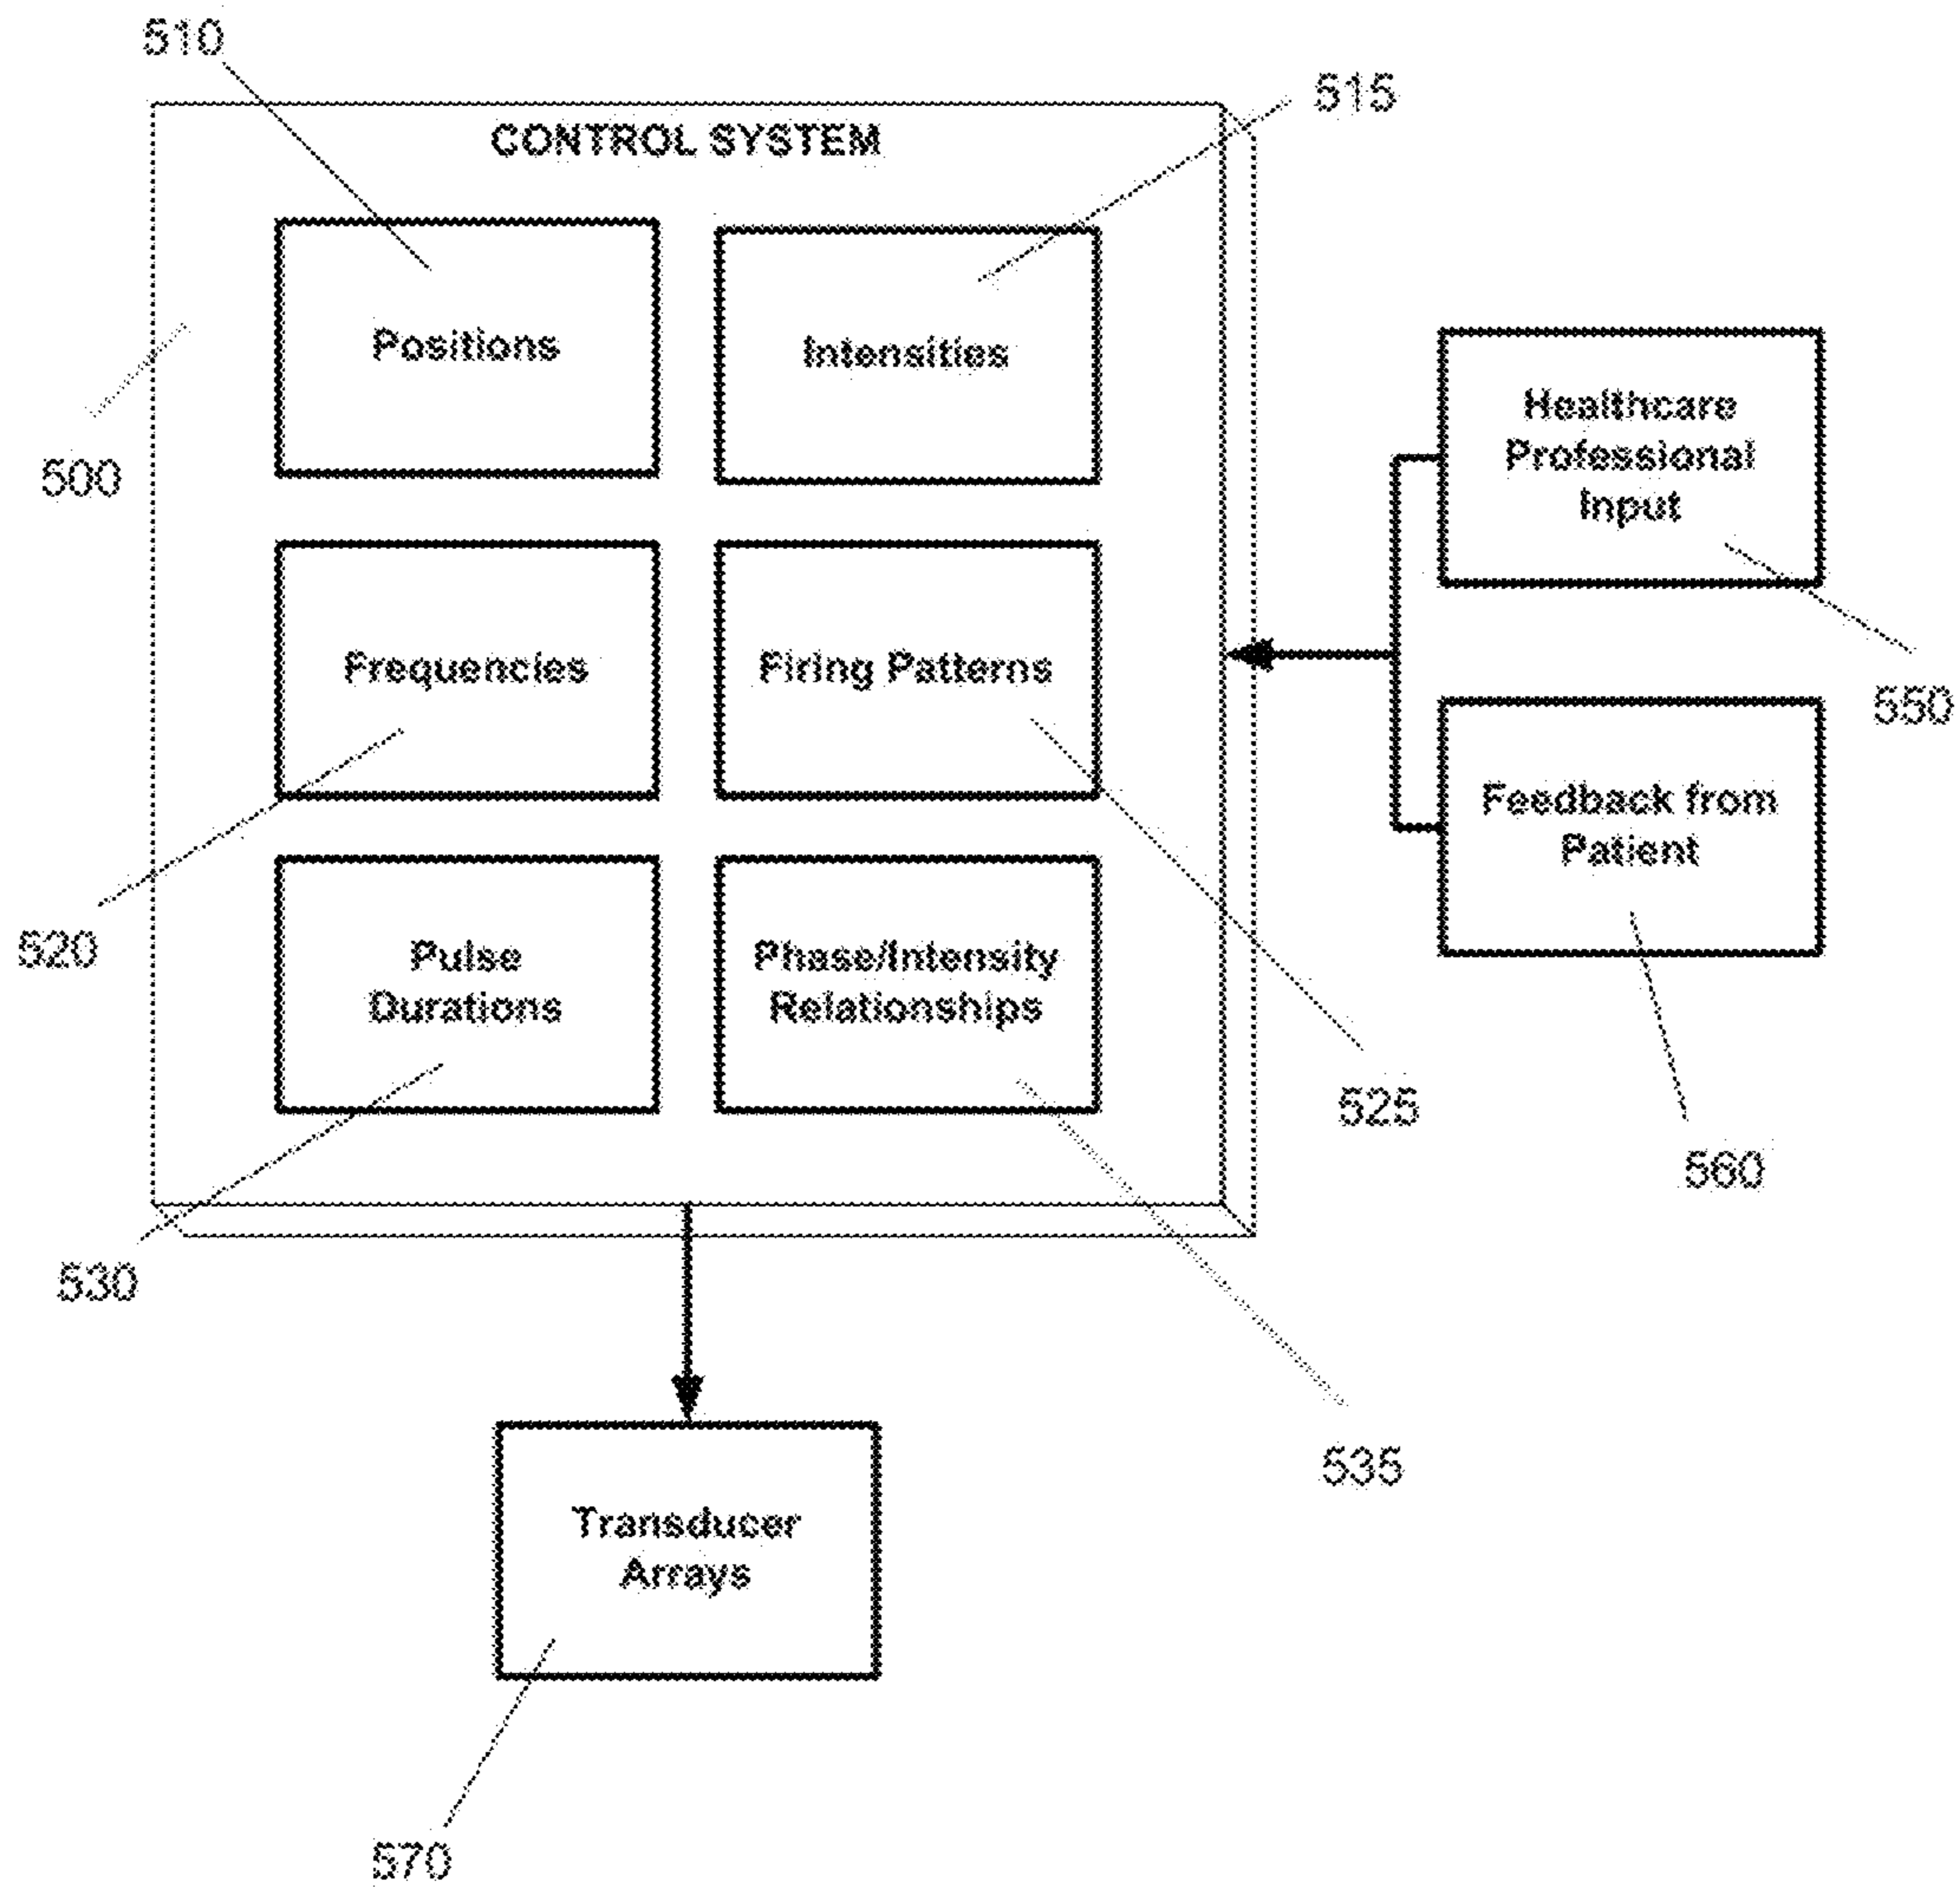 510
515
CONTROL SYSTEM
Positions
Intensities
500
Healthcare
Professional
Input
550
Frequencies
Firing Patterns
520
Feedback from
Patient
Pulse
Durations
Phase/Intensity
Relationships
525
560
530
535
Transducer
Arrays
570